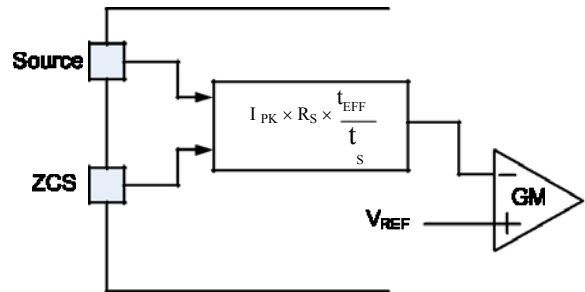 Source
I PK × RS × tEFF
tS
ZCS
GM
VREF
−
+